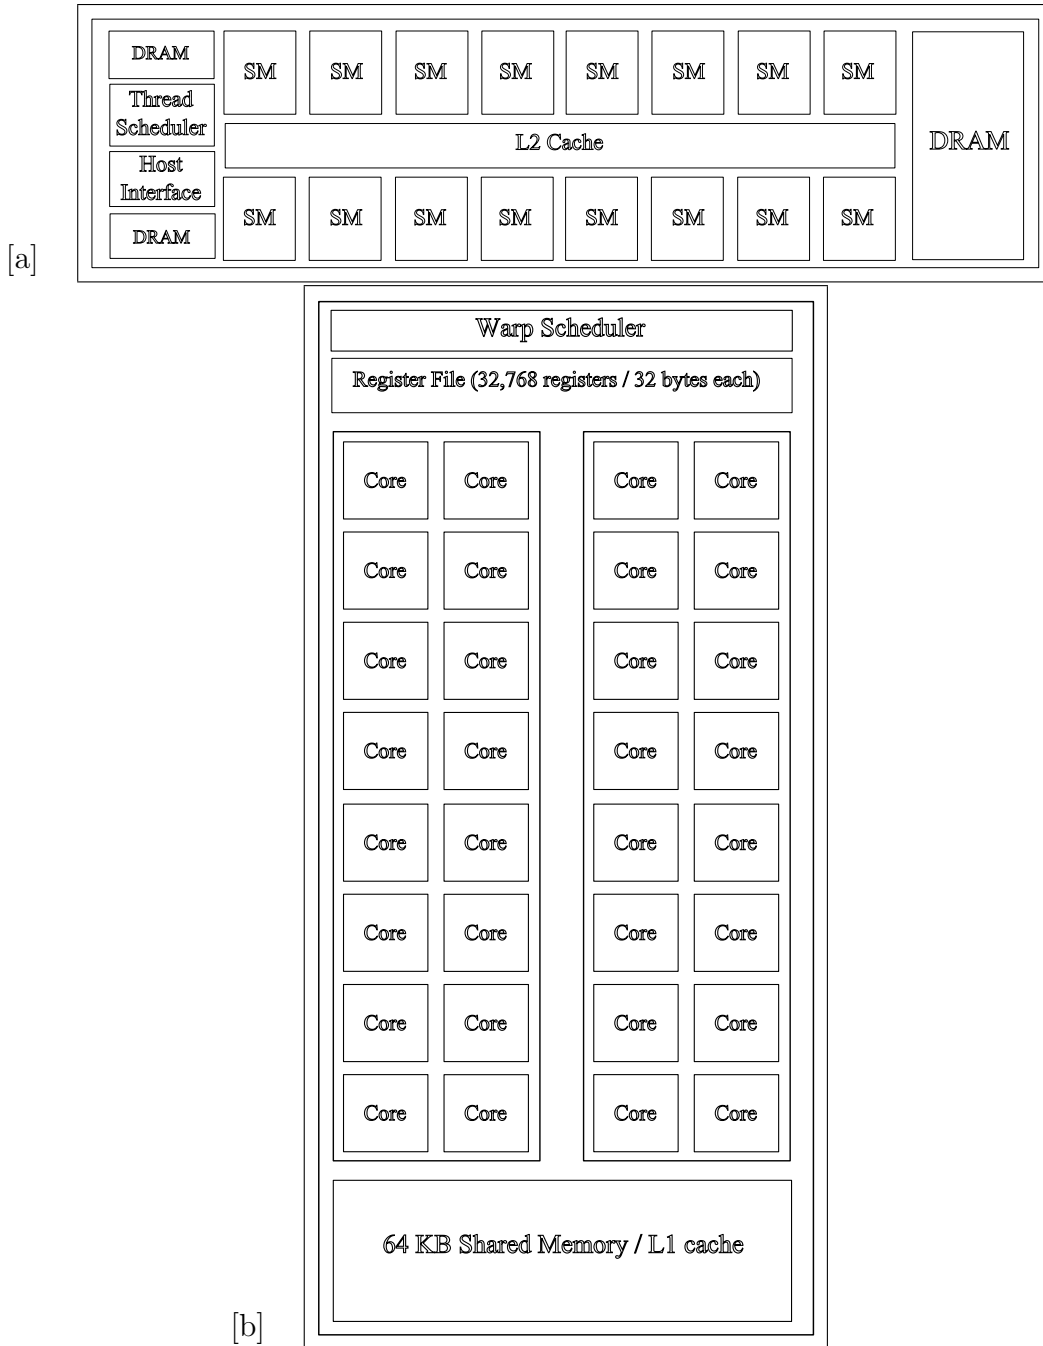 DRAM
Thread
Scheduler
Host
Interface
DRAM
SM SM SM SM SM SM SM SM
L2 Cache
SM SM SM SM SM SM SM SM
DRAM
[a]
Warp Scheduler
Register File (32,768 registers / 32 bytes each)
Core Core Core Core
Core Core Core Core
Core Core Core Core
Core Core Core Core
Core Core Core Core
Core Core Core Core
Core Core Core Core
Core Core Core Core
64 KB Shared Memory / L1 cache
[b]